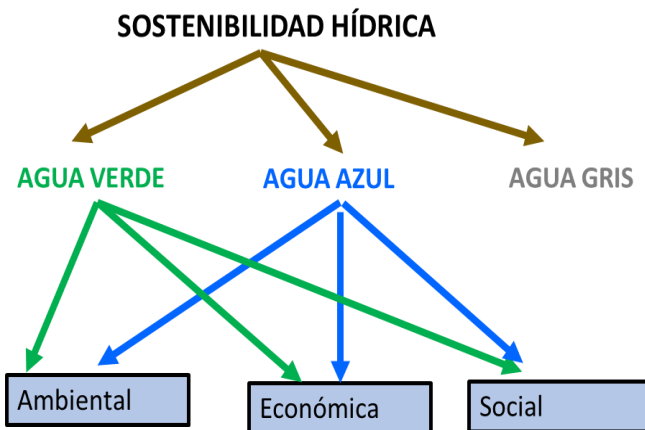 SOSTENIBILIDAD HÍDRICA
AGUA VERDE
AGUA AZUL
AGUA GRIS
Ambiental
Económica
Social